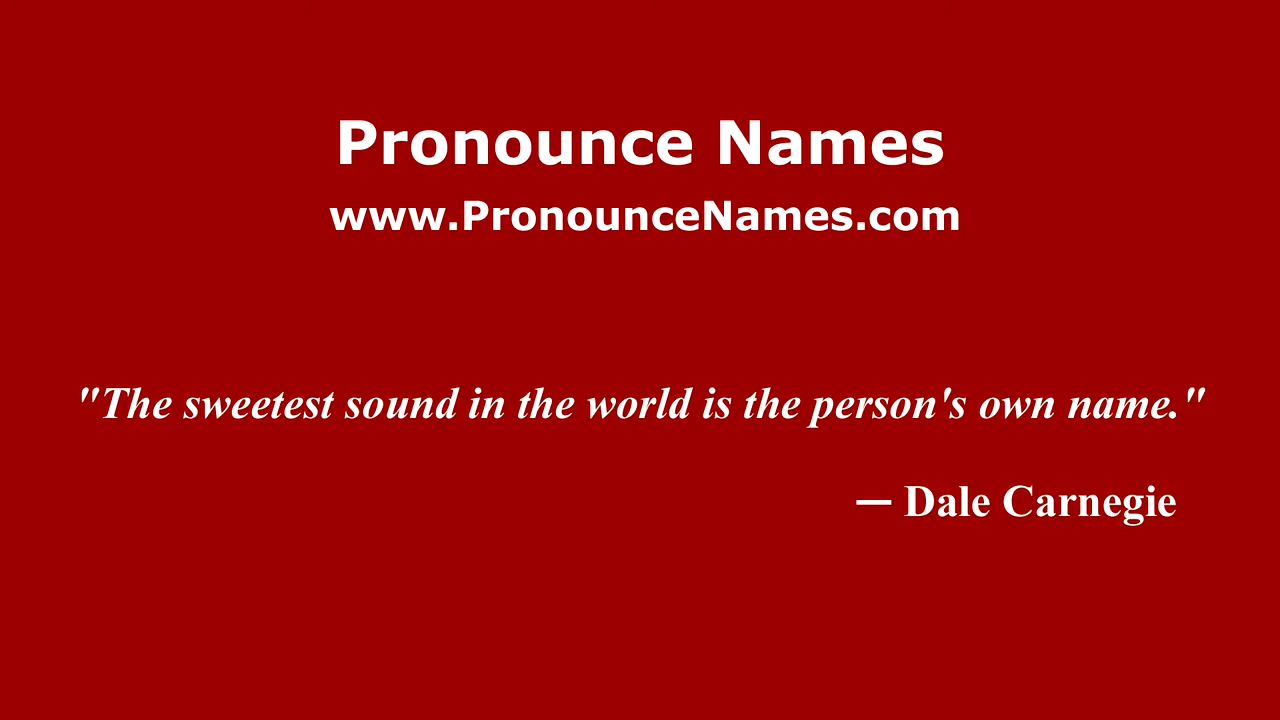 Pronounce Names
www.PronounceNames.com
"The sweetest sound in the world is the person's own name."
— Dale Carnegie